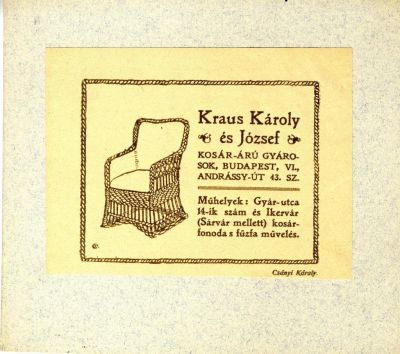 Kraus Károly
és József
KOSÁR-ÁRÚ GYÁRO-
SOK, BUDAPEST, VI.,
ANDRÁSSY-ÚT 43. SZ.
Műhelyek: Gyár-utca
14-ik szám és Ikervár
(Sárvár mellett) kosár-
fonoda s fűzfa művelés.
Csányi Károly.